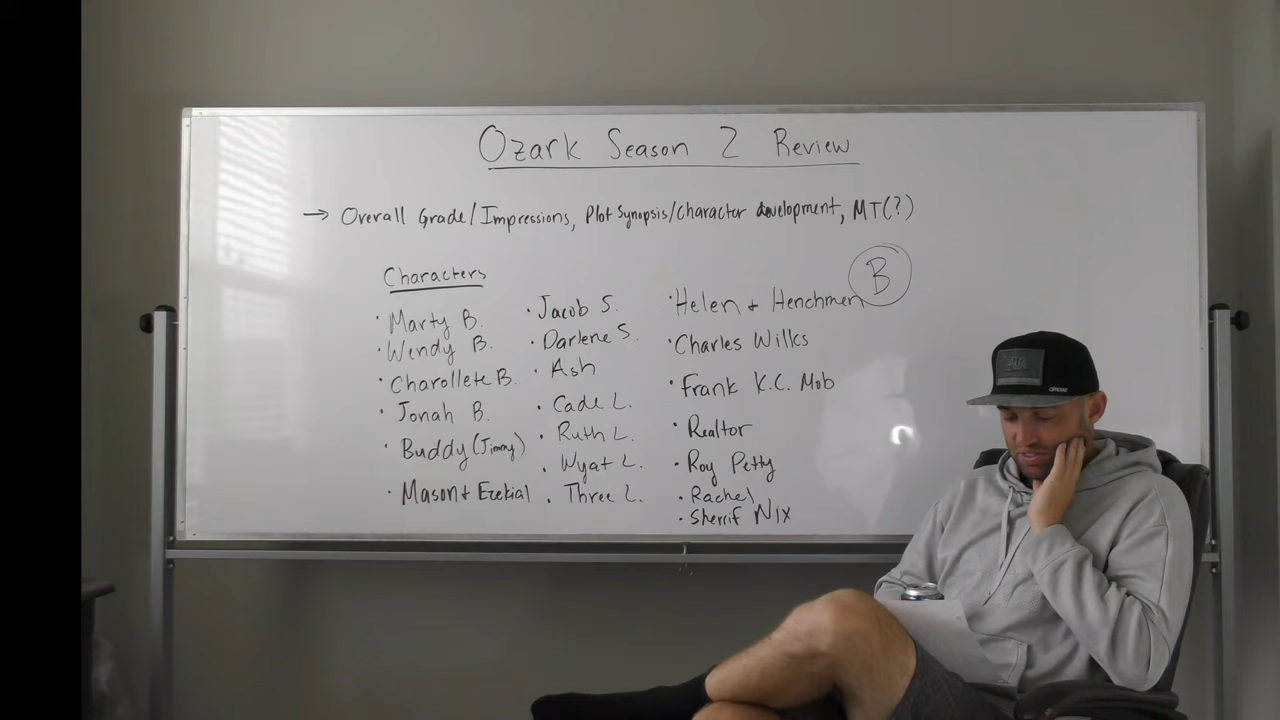 Ozark Season 2 Review
→ Overall Grade/Impressions, Plot Synopsis/Character development, MT(?)
B
Characters
· Marty B.
· Wendy B.
· Charollete B.
· Jonah B.
· Buddy (Jimmy)
· Mason + Ezekial
· Jacob S.
· Darlene S.
· Ash
· Cade L.
· Ruth L.
· Wyat L.
· Three L.
· Helen + Henchmen
· Charles Wilks
· Frank K.C. Mob
· Realtor
· Roy Petty
· Rachel
· Sherrif Nix